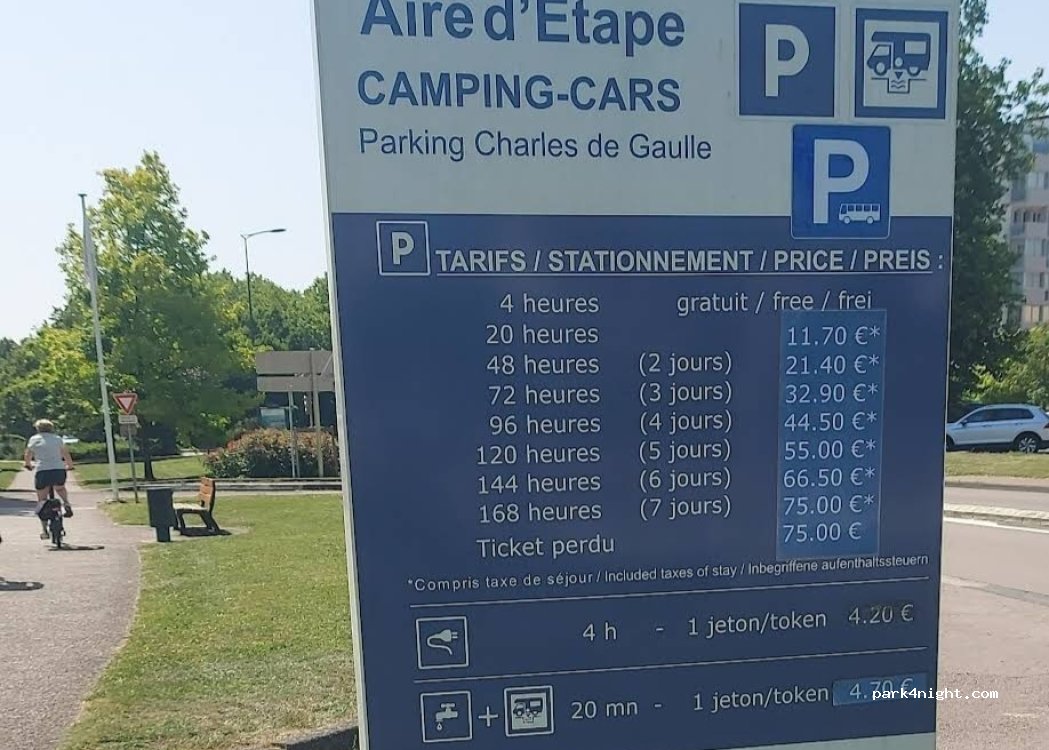 Aire d'Etape
CAMPING-CARS
Parking Charles de Gaulle
P
P
P TARIFS / STATIONNEMENT / PRICE / PREIS :
4 heures gratuit / free / frei
20 heures 11.70 €*
48 heures (2 jours) 21.40 €*
72 heures (3 jours) 32.90 €*
96 heures (4 jours) 44.50 €*
120 heures (5 jours) 55.00 €*
144 heures (6 jours) 66.50 €*
168 heures (7 jours) 75.00 €*
Ticket perdu 75.00 €
*Compris taxe de séjour / Included taxes of stay / Inbegriffene aufenthaltssteuern
4 h - 1 jeton/token 4.20 €
+ 20 mn - 1 jeton/token 4.70 €
park4night.com